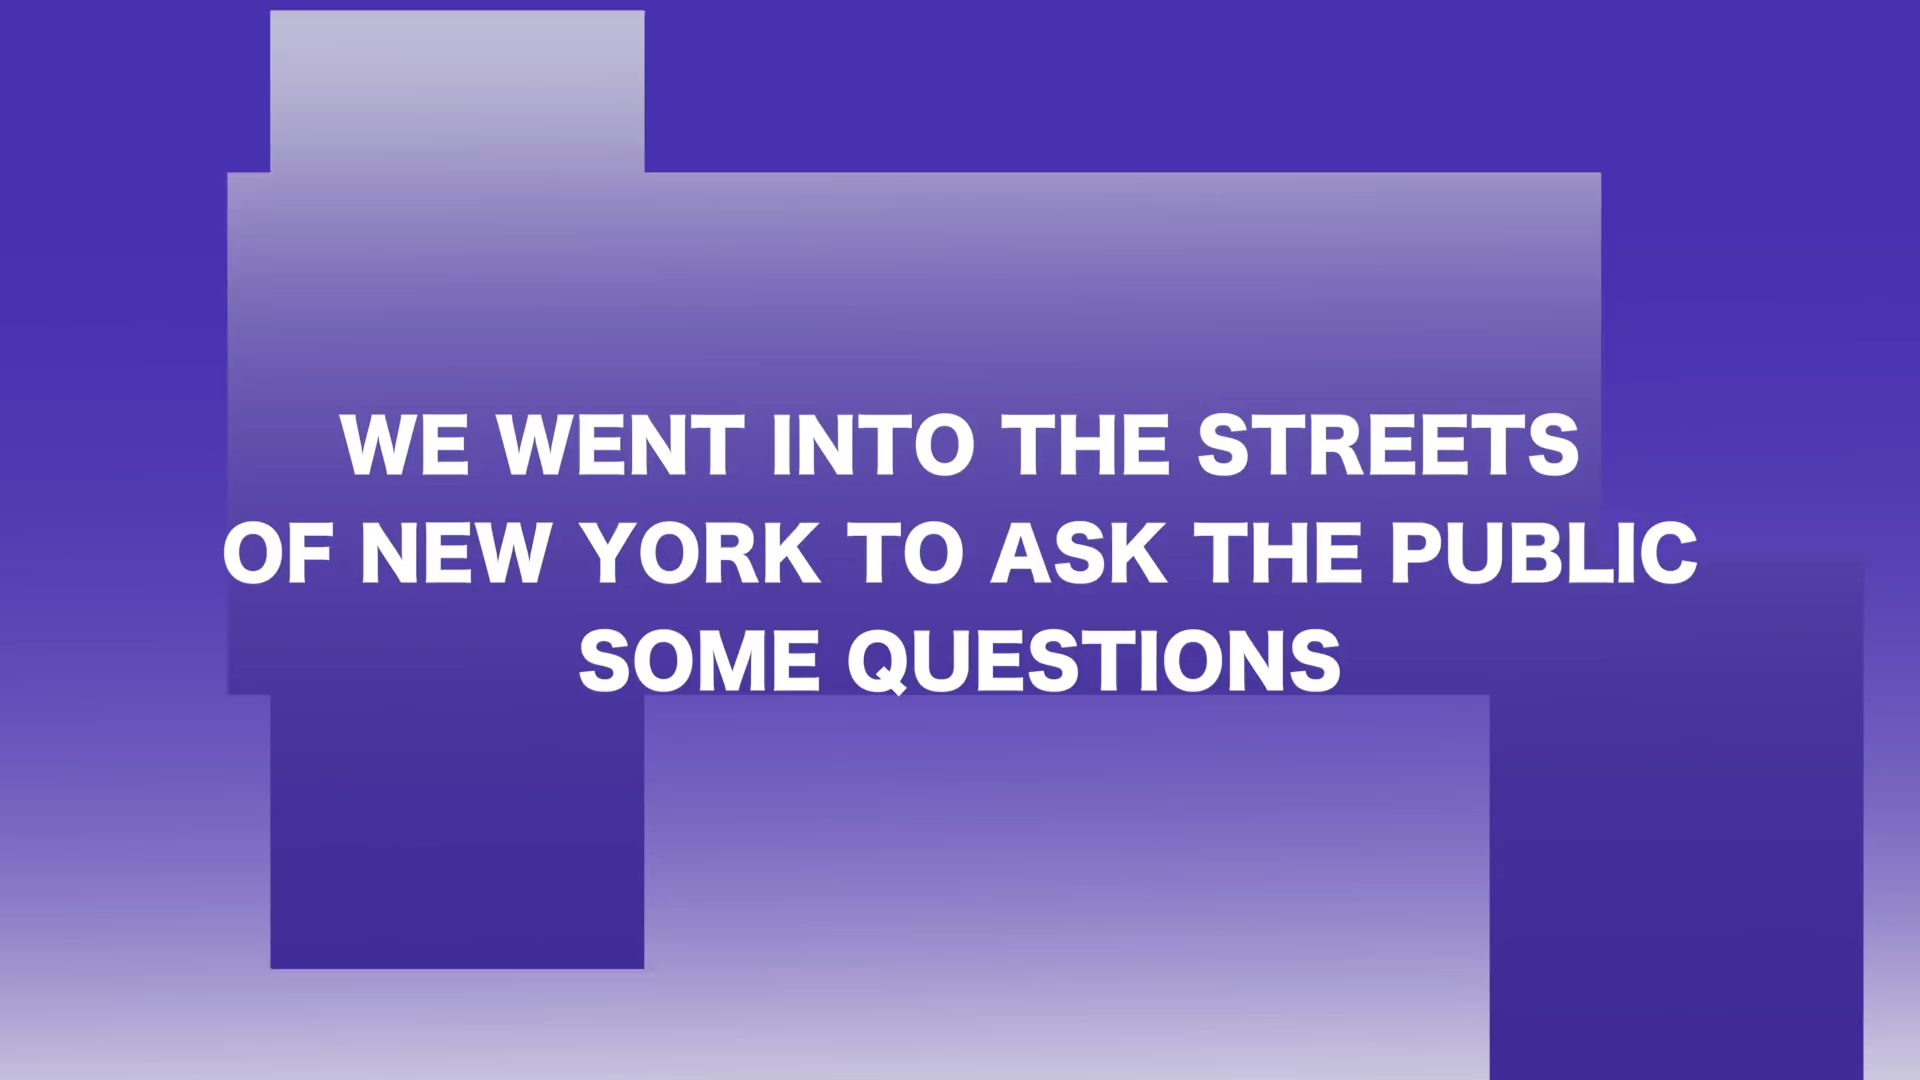 WE WENT INTO THE STREETS
OF NEW YORK TO ASK THE PUBLIC
SOME QUESTIONS